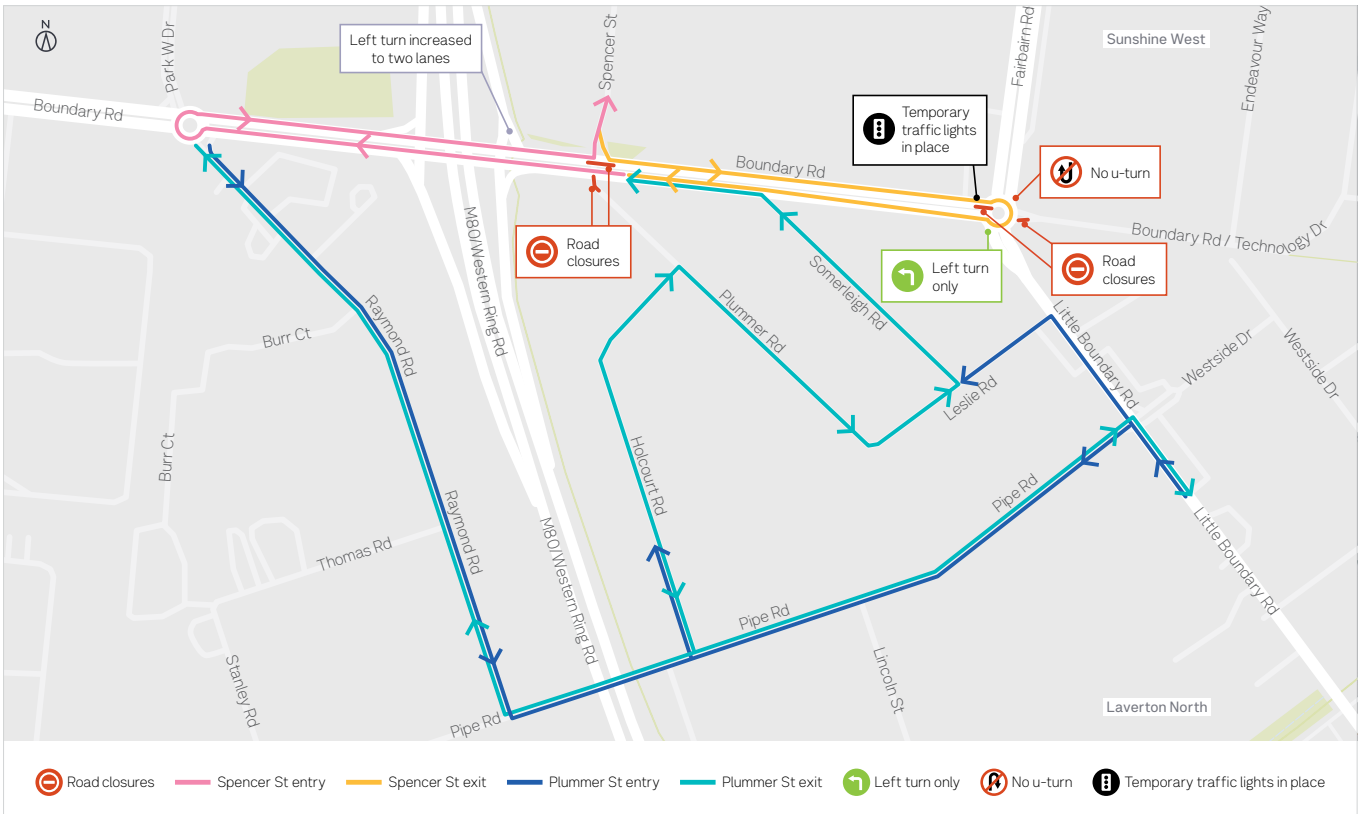 N
Park W Dr
Left turn increased
to two lanes
Spencer St
Fairbairn Rd
Sunshine West
Endeavour Way
Boundary Rd
Temporary
traffic lights
in place
Boundary Rd
No u-turn
Boundary Rd / Technology Dr
Road
closures
Left turn
only
Road
closures
M80/Western Ring Rd
Somerleigh Rd
Plummer Rd
Raymond Rd
Burr Ct
Little Boundary Rd
Westside Dr
Westside Dr
Leslie Rd
Burr Ct
Holcourt Rd
Raymond Rd
Pipe Rd
Thomas Rd
M80/Western Ring Rd
Little Boundary Rd
Pipe Rd
Stanley Rd
Lincoln St
Pipe Rd
Laverton North
Road closures
Spencer St entry
Spencer St exit
Plummer St entry
Plummer St exit
Left turn only
No u-turn
Temporary traffic lights in place